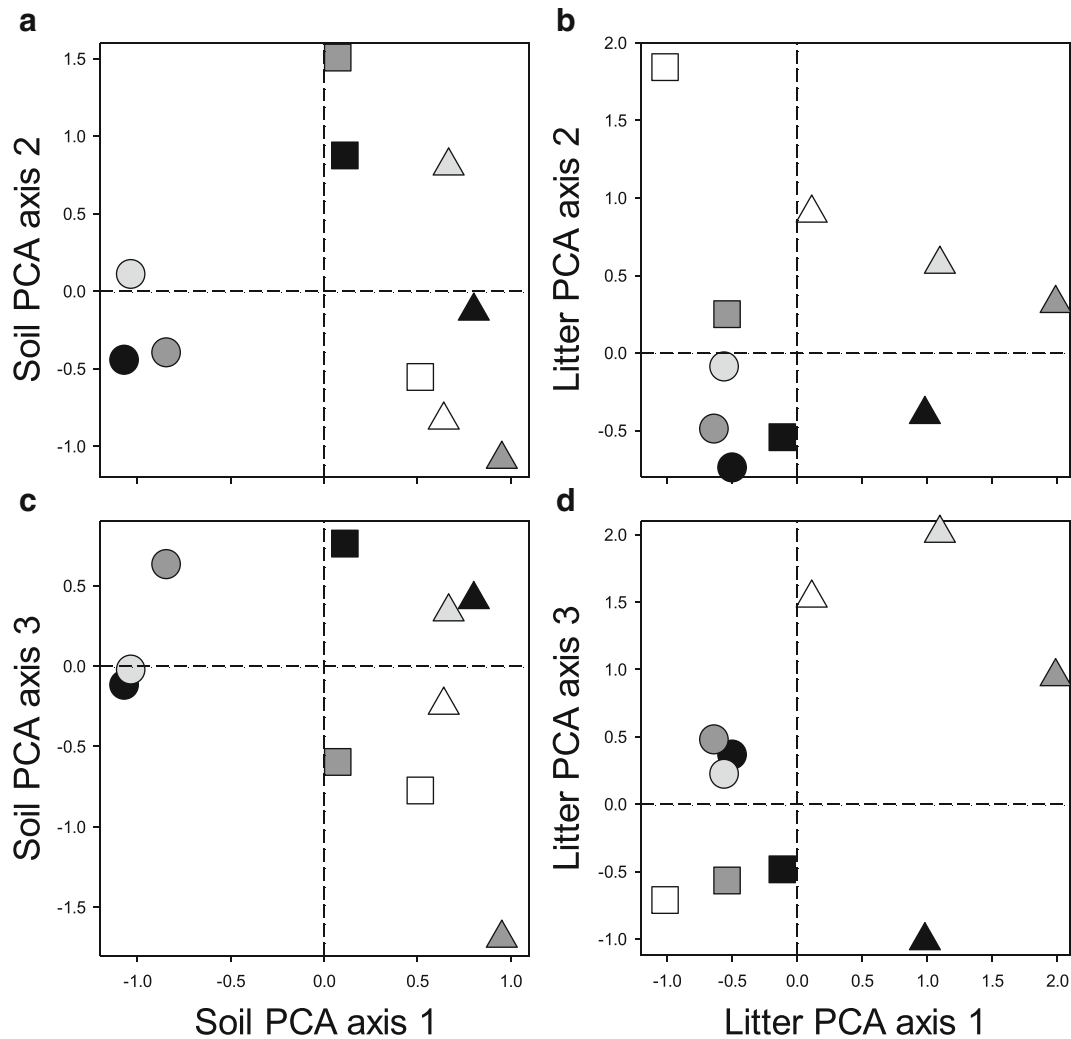 a
b
1.5
1.0
0.5
0.0
-0.5
-1.0
Soil PCA axis 2
2.0
1.5
1.0
0.5
0.0
-0.5
Litter PCA axis 2
c
d
0.5
0.0
-0.5
-1.0
-1.5
Soil PCA axis 3
2.0
1.5
1.0
0.5
0.0
-0.5
-1.0
Litter PCA axis 3
-1.0 -0.5 0.0 0.5 1.0
-1.0 -0.5 0.0 0.5 1.0 1.5 2.0
Soil PCA axis 1
Litter PCA axis 1